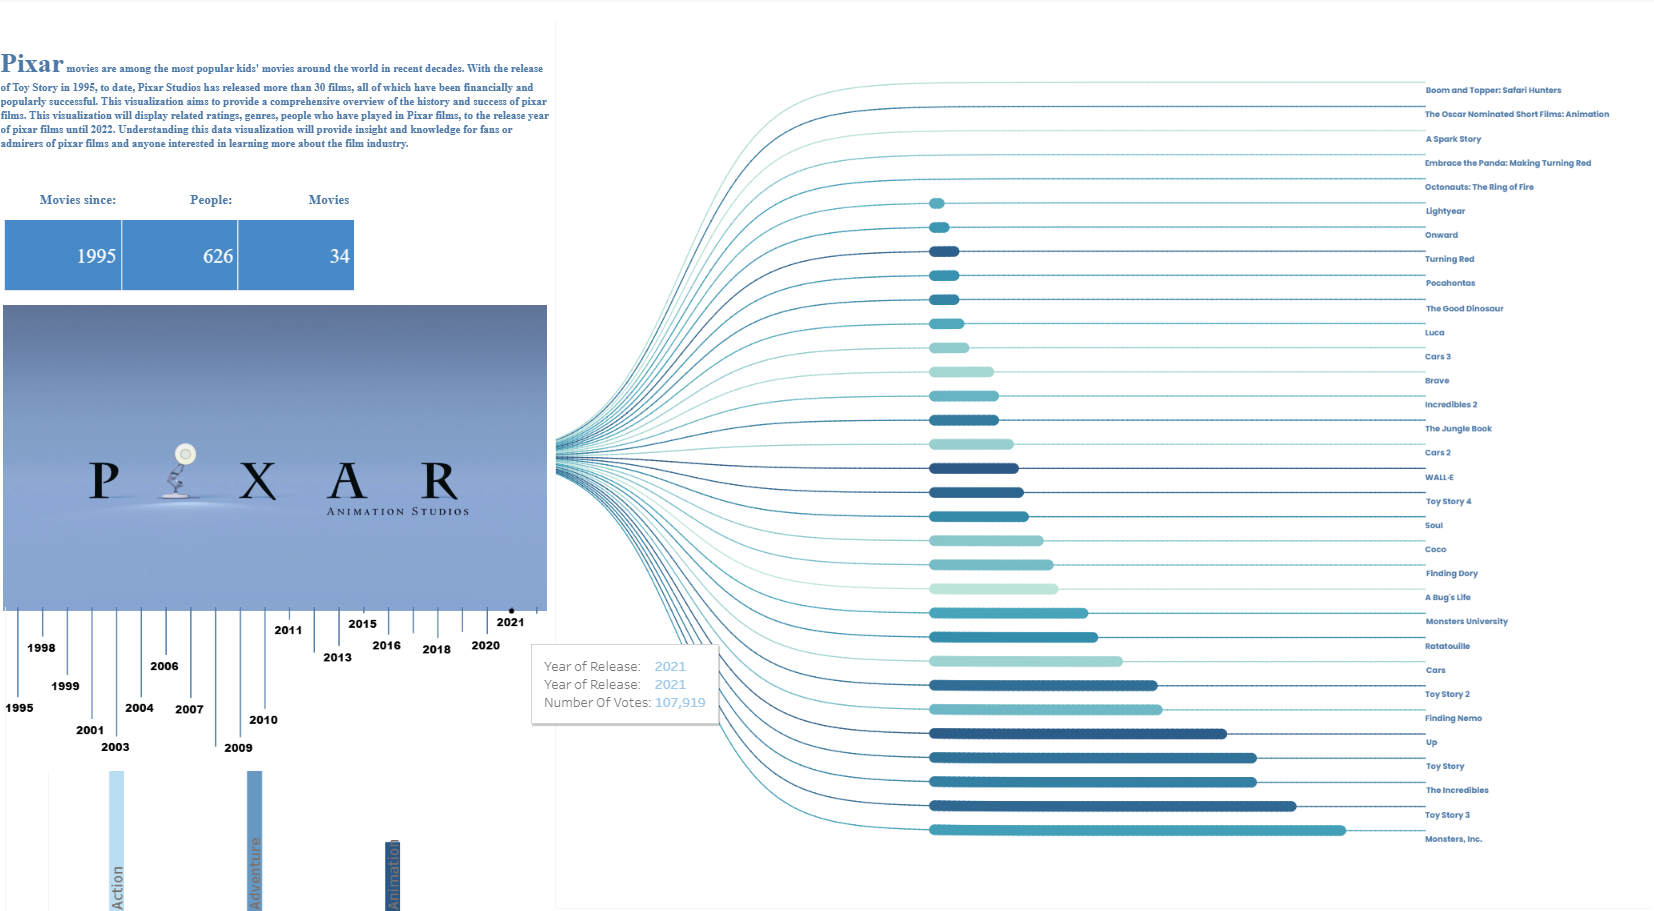 Pixar movies are among the most popular kids' movies around the world in recent decades. With the release
of Toy Story in 1995, to date, Pixar Studios has released more than 30 films, all of which have been financially and
popularly successful. This visualization aims to provide a comprehensive overview of the history and success of pixar
films. This visualization will display related ratings, genres, people who have played in Pixar films, to the release year
of pixar films until 2022. Understanding this data visualization will provide insight and knowledge for fans or
admirers of pixar films and anyone interested in learning more about the film industry.
Movies since: People: Movies
1995 626 34
P X A R
ANIMATION STUDIOS
1995
1998
1999
2001
2003
2004
2006
2007
2009
2010
2011
2013
2015
2016
2018
2020
2021
Year of Release: 2021
Year of Release: 2021
Number Of Votes: 107,919
Action
Adventure
Animation
Boom and Topper: Safari Hunters
The Oscar Nominated Short Films: Animation
A Spark Story
Embrace the Panda: Making Turning Red
Octonauts: The Ring of Fire
Lightyear
Onward
Turning Red
Pocahontas
The Good Dinosaur
Luca
Cars 3
Brave
Incredibles 2
The Jungle Book
Cars 2
WALL·E
Toy Story 4
Soul
Coco
Finding Dory
A Bug's Life
Monsters University
Ratatouille
Cars
Toy Story 2
Finding Nemo
Up
Toy Story
The Incredibles
Toy Story 3
Monsters, Inc.